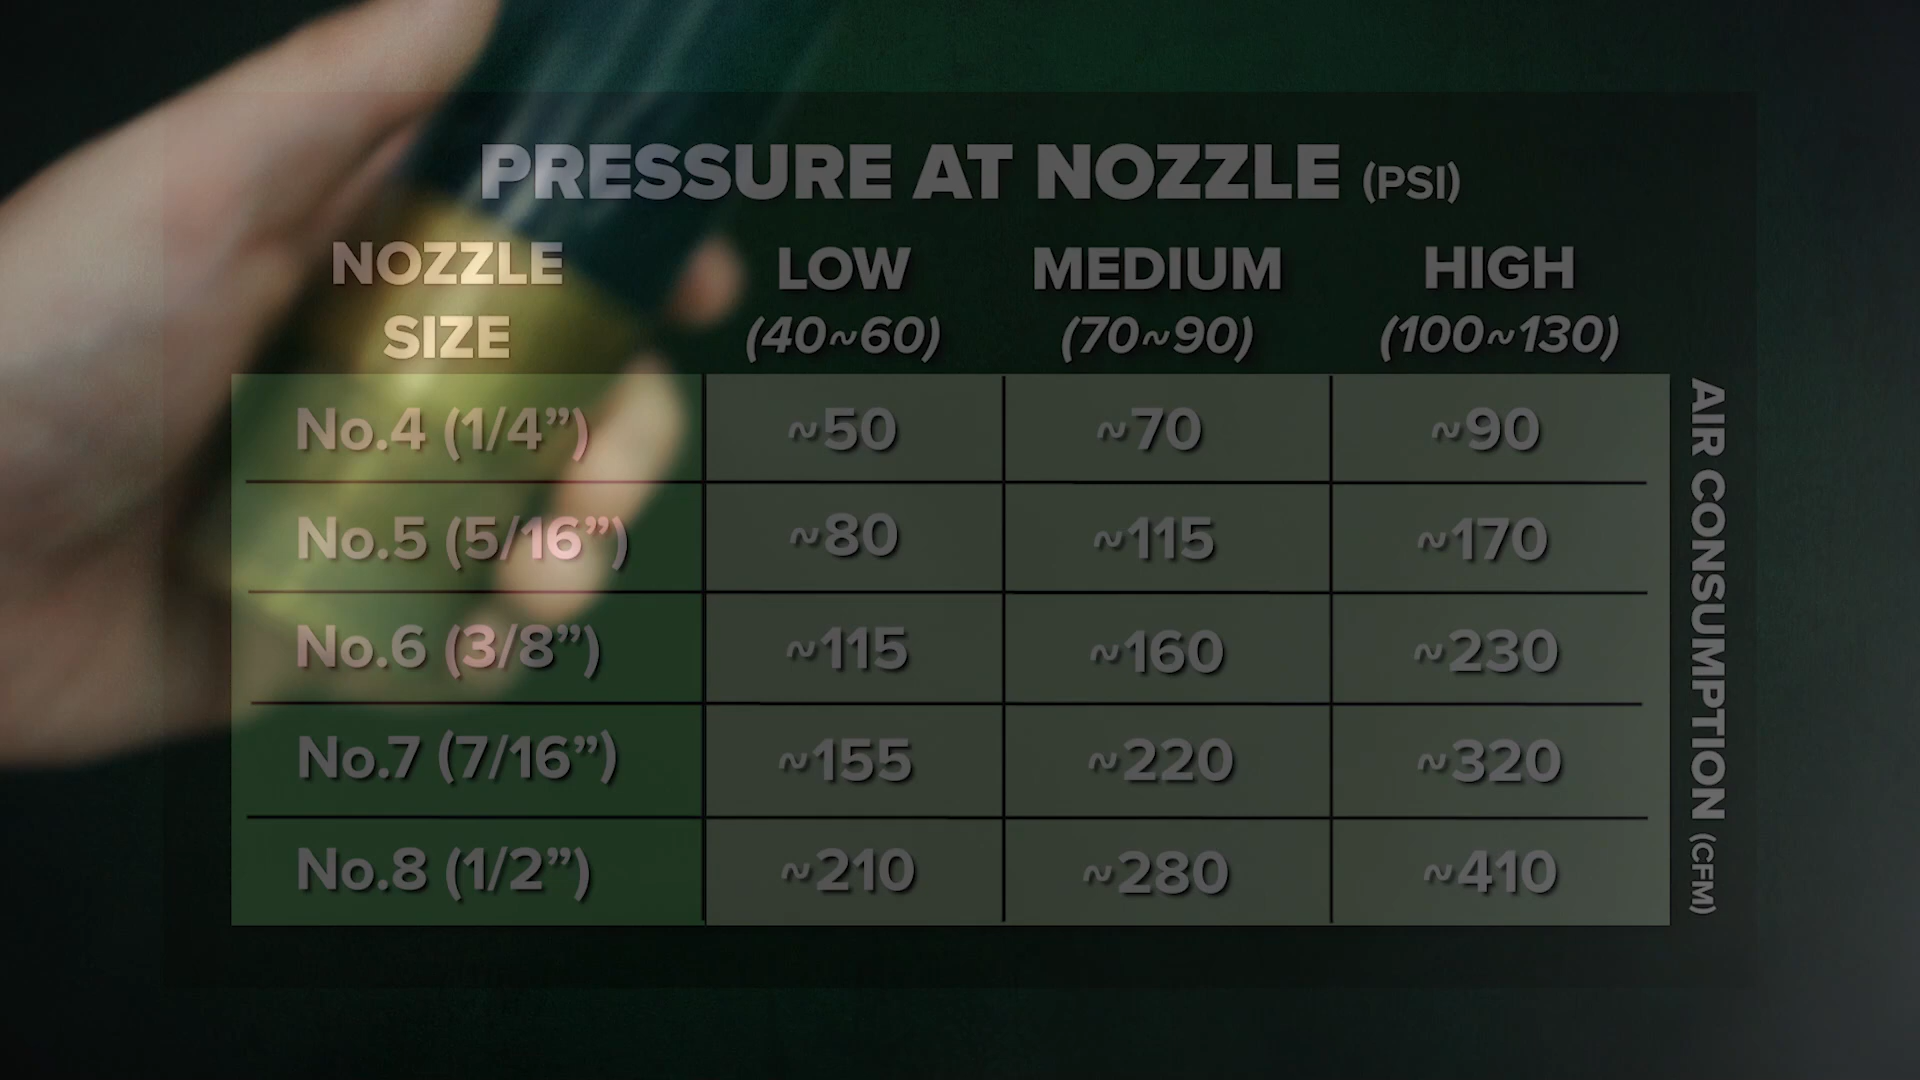 PRESSURE AT NOZZLE (PSI)
NOZZLE SIZE LOW (40~60) MEDIUM (70~90) HIGH (100~130)
No.4 (1/4”) ~50 ~70 ~90
No.5 (5/16”) ~80 ~115 ~170
No.6 (3/8”) ~115 ~160 ~230
No.7 (7/16”) ~155 ~220 ~320
No.8 (1/2”) ~210 ~280 ~410
AIR CONSUMPTION (CFM)